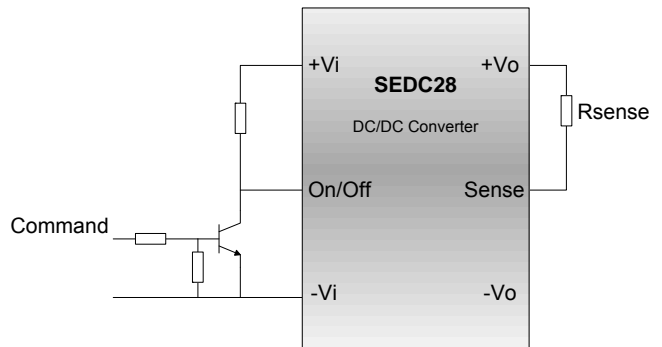 +Vi
+Vo
SEDC28
DC/DC Converter
Rsense
On/Off
Sense
Command
-Vi
-Vo